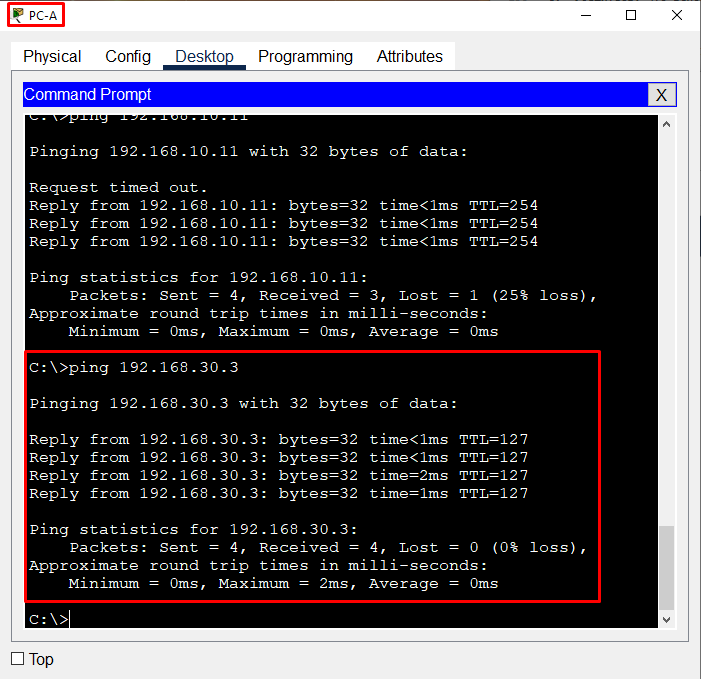 PC-A
Physical Config Desktop Programming Attributes
Command Prompt X
C:\>ping 192.168.10.11
Pinging 192.168.10.11 with 32 bytes of data:
Request timed out.
Reply from 192.168.10.11: bytes=32 time<1ms TTL=254
Reply from 192.168.10.11: bytes=32 time<1ms TTL=254
Reply from 192.168.10.11: bytes=32 time<1ms TTL=254
Ping statistics for 192.168.10.11:
Packets: Sent = 4, Received = 3, Lost = 1 (25% loss),
Approximate round trip times in milli-seconds:
Minimum = 0ms, Maximum = 0ms, Average = 0ms
C:\>ping 192.168.30.3
Pinging 192.168.30.3 with 32 bytes of data:
Reply from 192.168.30.3: bytes=32 time<1ms TTL=127
Reply from 192.168.30.3: bytes=32 time<1ms TTL=127
Reply from 192.168.30.3: bytes=32 time=2ms TTL=127
Reply from 192.168.30.3: bytes=32 time=1ms TTL=127
Ping statistics for 192.168.30.3:
Packets: Sent = 4, Received = 4, Lost = 0 (0% loss),
Approximate round trip times in milli-seconds:
Minimum = 0ms, Maximum = 2ms, Average = 0ms
C:\>
Top